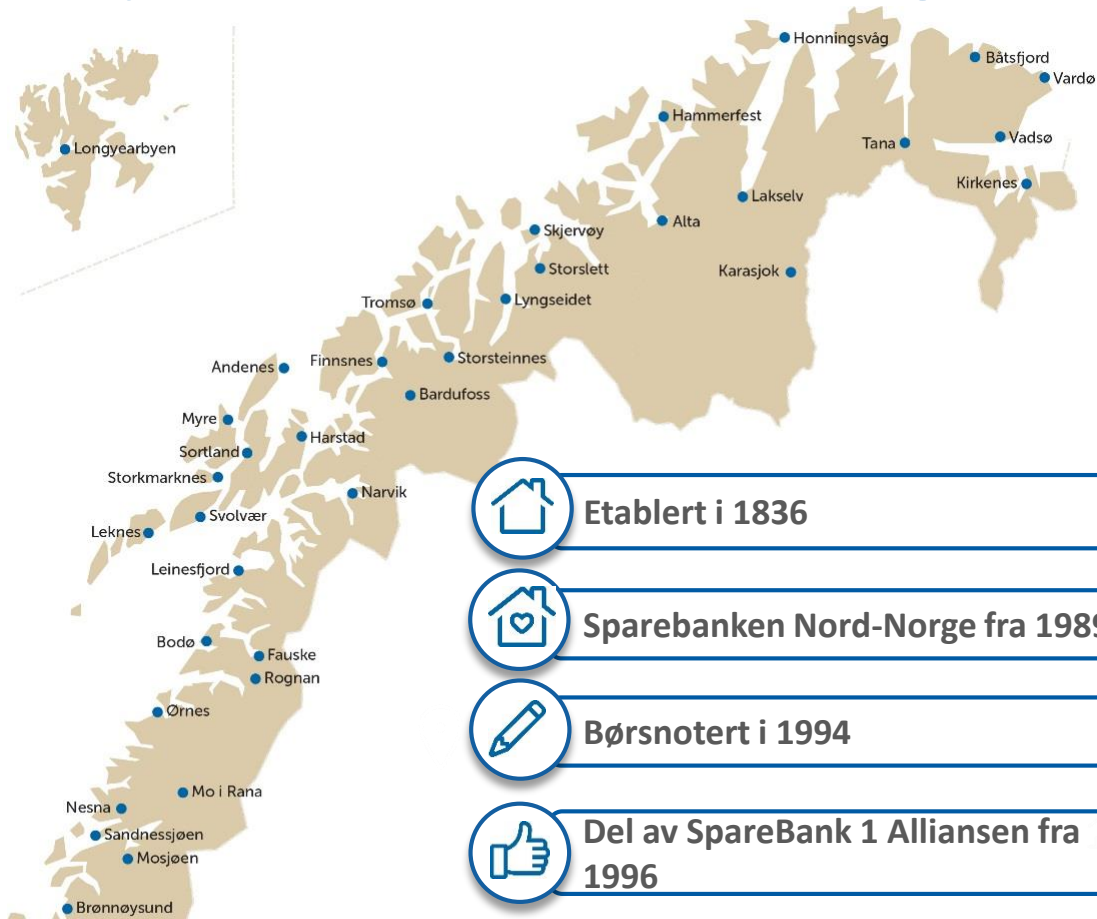 Honningsvåg
Båtsfjord
Vardø
Hammerfest
Longyearbyen
Tana
Vadsø
Kirkenes
Lakselv
Alta
Skjervøy
Storslett
Karasjok
Tromsø
Lyngseidet
Andenes
Finnsnes
Storsteinnes
Bardufoss
Myre
Harstad
Sortland
Storkmarknes
Narvik
Svolvær
Leknes
Leinesfjord
Bodø
Fauske
Rognan
Ørnes
Mo i Rana
Nesna
Sandnessjøen
Mosjøen
Brønnøysund
Etablert i 1836
Sparebanken Nord-Norge fra 1989
Børsnotert i 1994
Del av SpareBank 1 Alliansen fra
1996